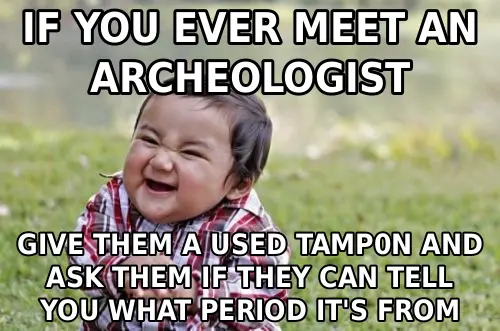 IF YOU EVER MEET AN
ARCHEOLOGIST
GIVE THEM A USED TAMP0N AND
ASK THEM IF THEY CAN TELL
YOU WHAT PERIOD IT'S FROM